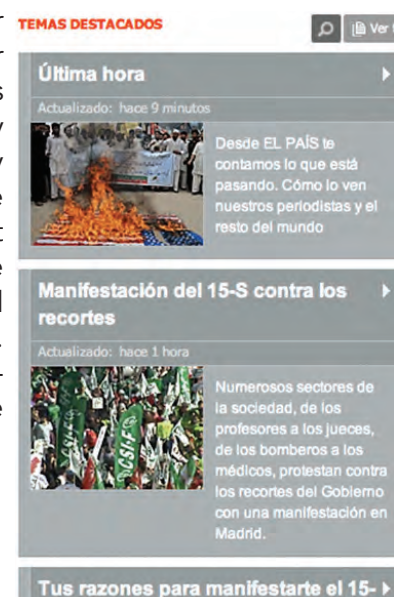 TEMAS DESTACADOS
Ver
Última hora
Actualizado: hace 9 minutos
Desde EL PAÍS te
contamos lo que está
pasando. Cómo lo ven
nuestros periodistas y el
resto del mundo
Manifestación del 15-S contra los
recortes
Actualizado: hace 1 hora
CSI-F
Numerosos sectores de
la sociedad, de los
profesores a los jueces,
de los bomberos a los
médicos, protestan contra
los recortes del Gobierno
con una manifestación en
Madrid.
Tus razones para manifestarte el 15-